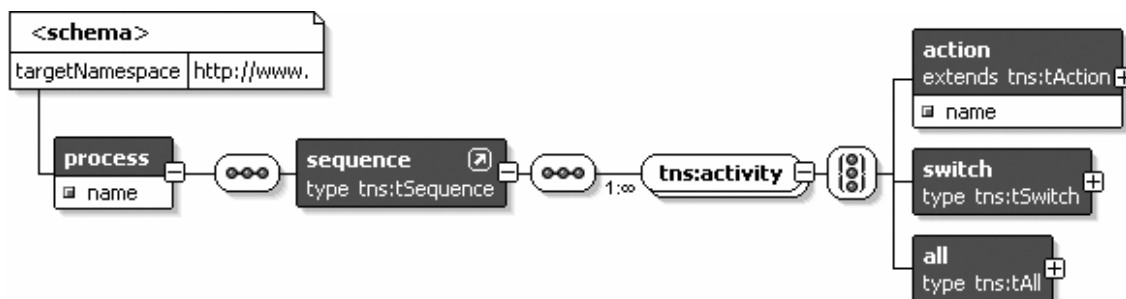 <schema>
targetNamespace http://www.
process
name
sequence
type tns:tSequence
1:∞
tns:activity
action
extends tns:tAction
name
switch
type tns:tSwitch
all
type tns:tAll